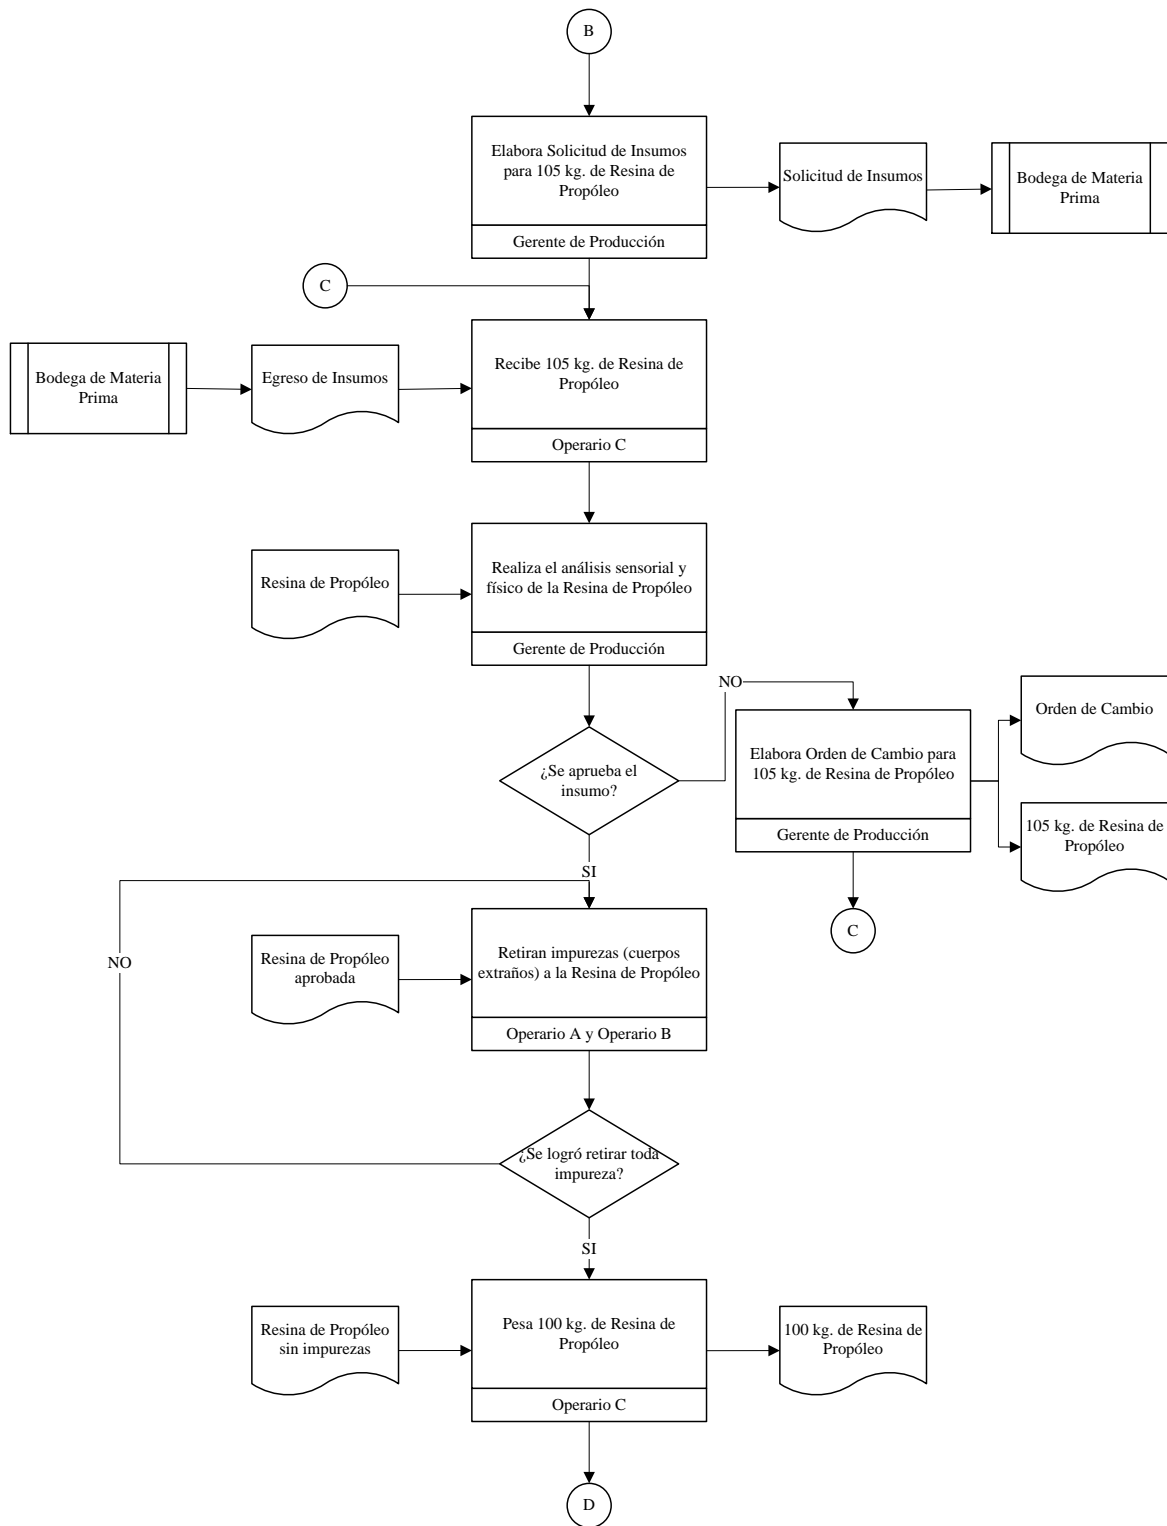 B
Elabora Solicitud de Insumos
para 105 kg. de Resina de
Propóleo
Gerente de Producción
Solicitud de Insumos
Bodega de Materia
Prima
C
Bodega de Materia
Prima
Egreso de Insumos
Recibe 105 kg. de Resina de
Propóleo
Operario C
Resina de Propóleo
Realiza el análisis sensorial y
físico de la Resina de Propóleo
Gerente de Producción
¿Se aprueba el
insumo?
NO
Elabora Orden de Cambio para
105 kg. de Resina de Propóleo
Gerente de Producción
Orden de Cambio
105 kg. de Resina de
Propóleo
C
SI
NO
Resina de Propóleo
aprobada
Retiran impurezas (cuerpos
extraños) a la Resina de Propóleo
Operario A y Operario B
¿Se logró retirar toda
impureza?
SI
Resina de Propóleo
sin impurezas
Pesa 100 kg. de Resina de
Propóleo
Operario C
100 kg. de Resina de
Propóleo
D